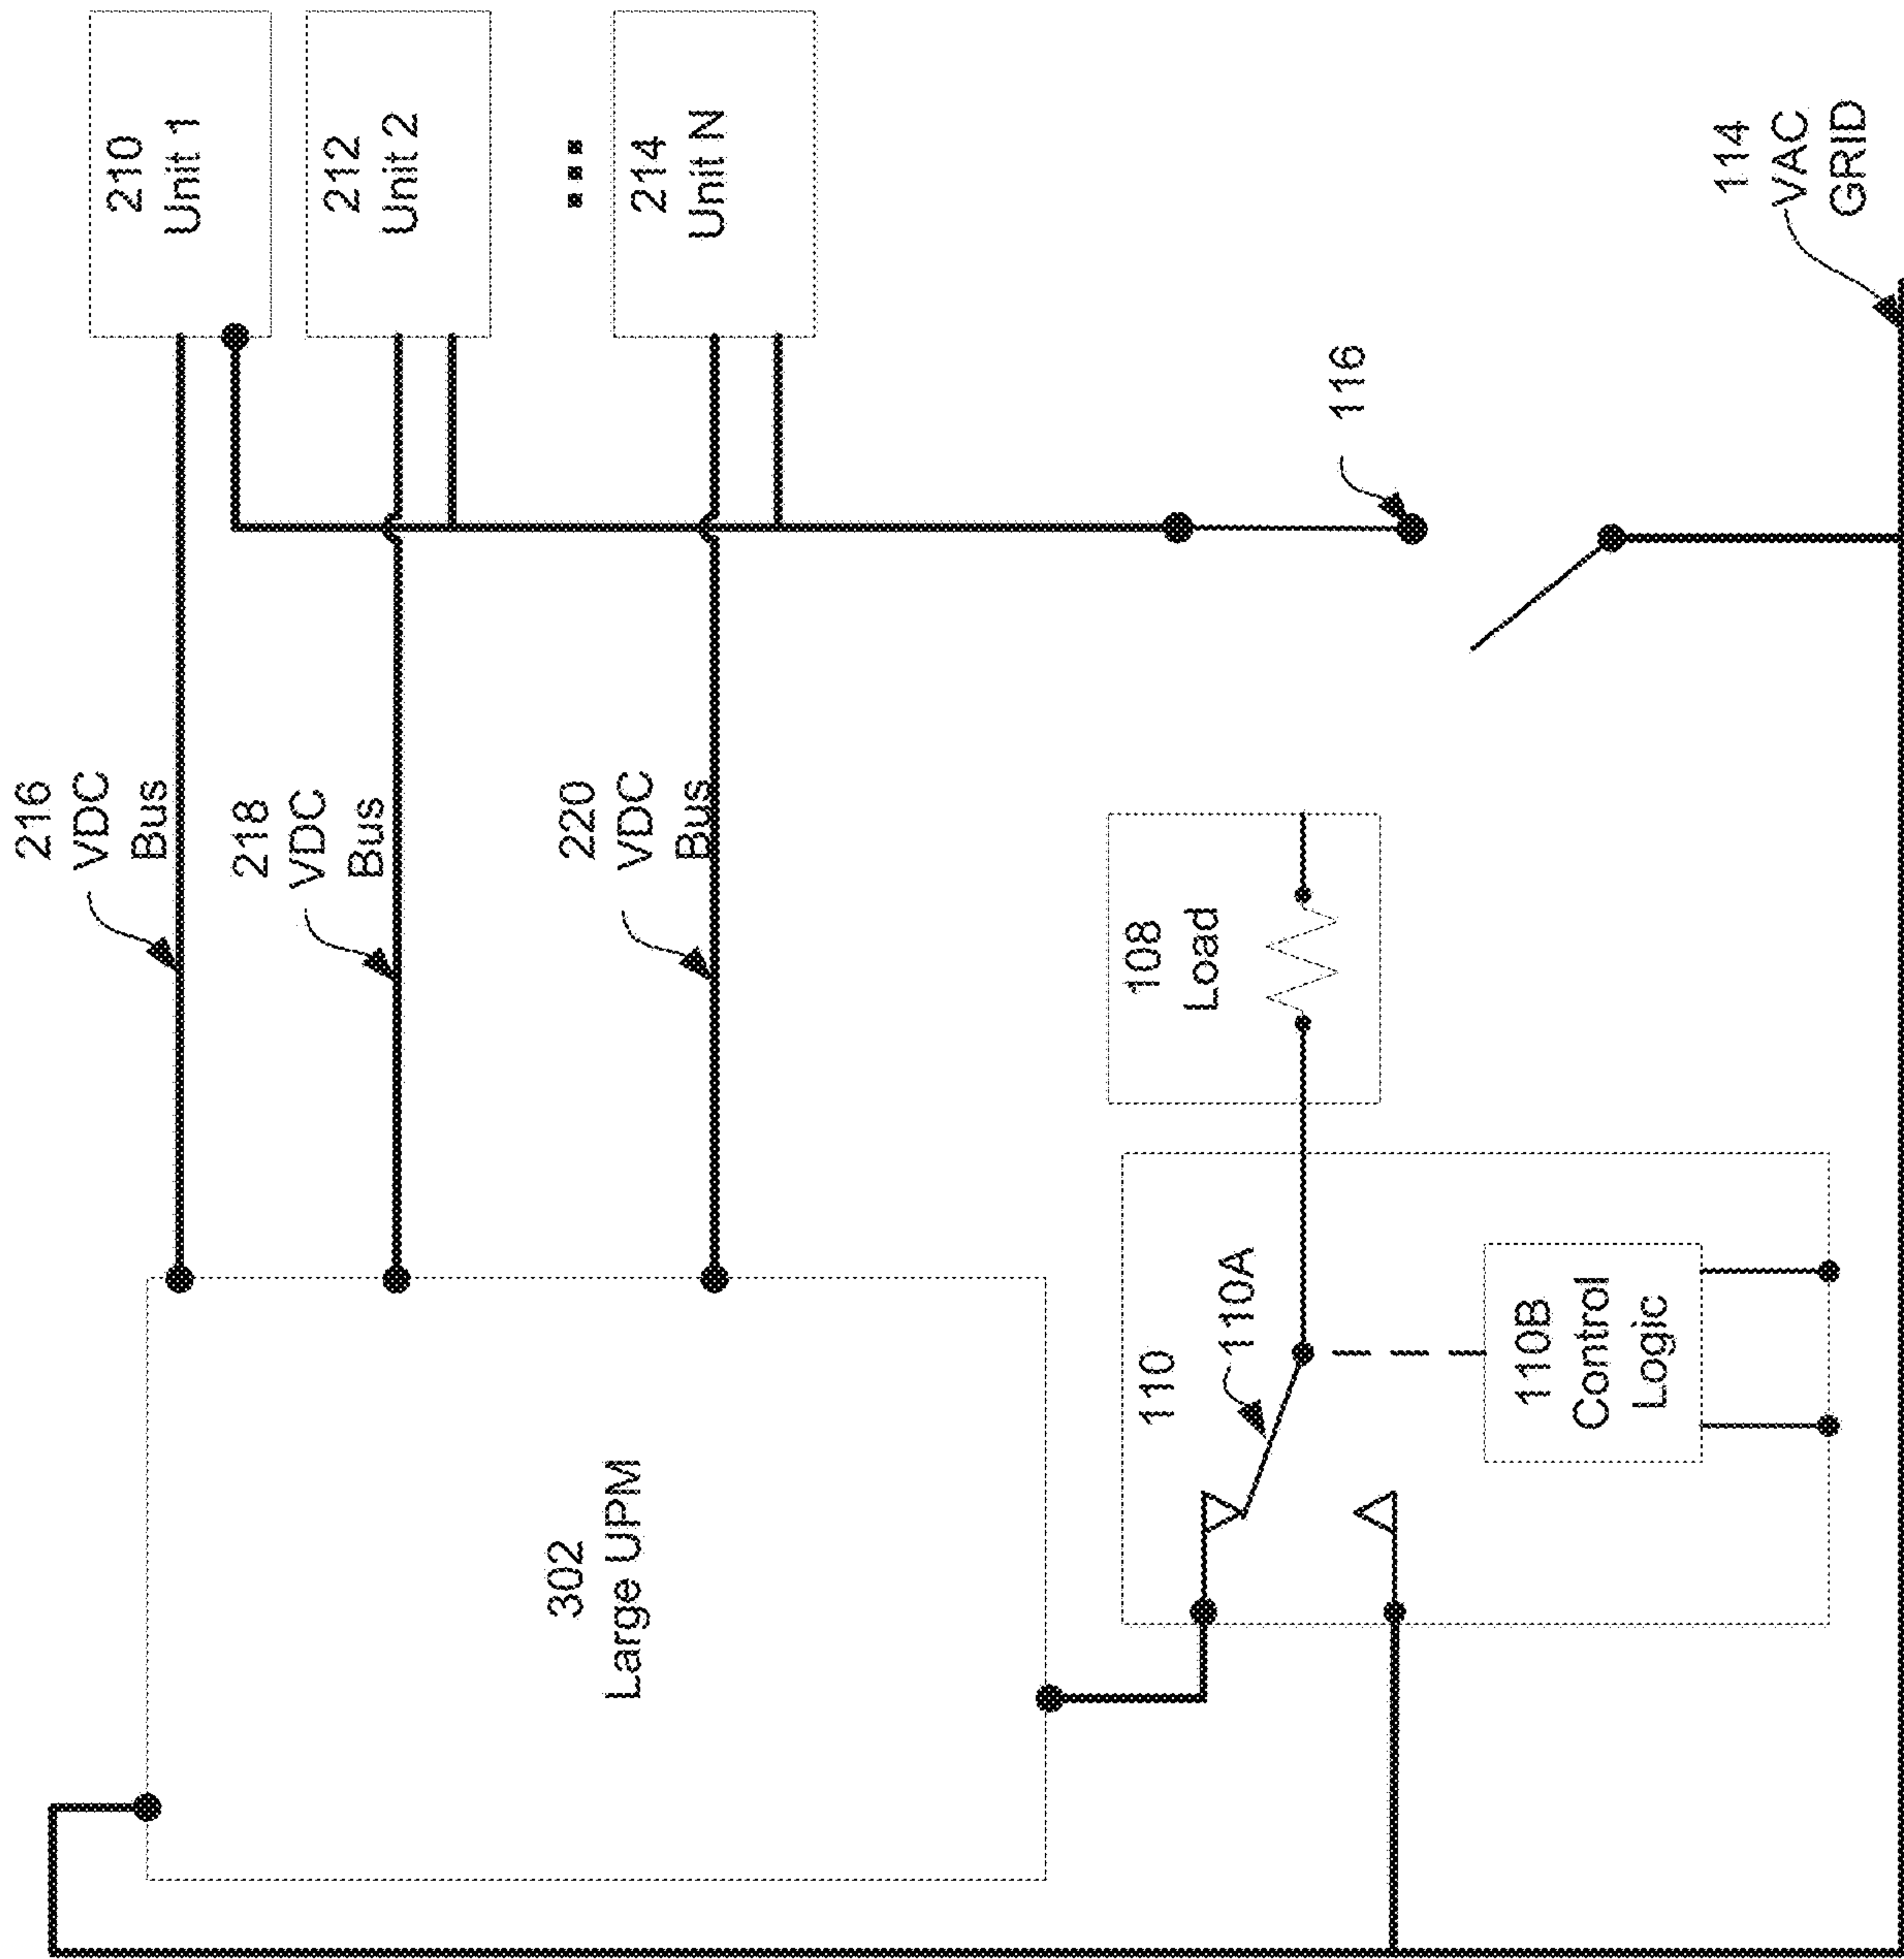 210
Unit 1
212
Unit 2
214
Unit N
216
VDC
Bus
218
VDC
Bus
220
VDC
Bus
116
114
VAC
GRID
108
Load
302
Large UPM
110
110A
110B
Control
Logic